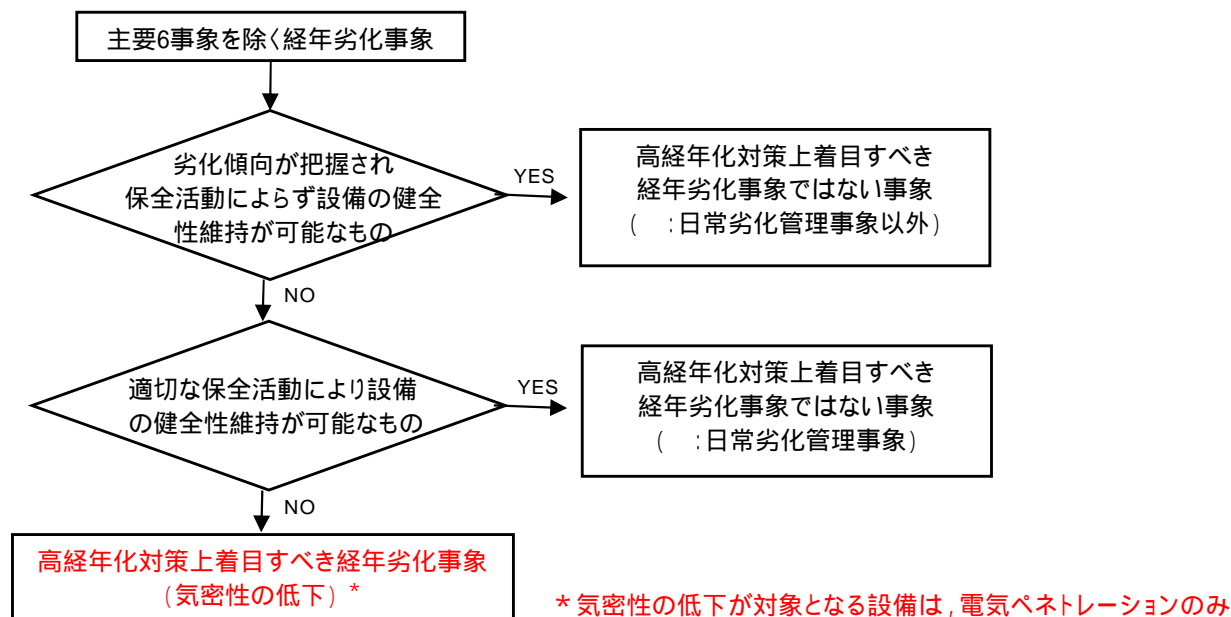 主要6事象を除く経年劣化事象
劣化傾向が把握され
保全活動によらず設備の健全
性維持が可能なもの
YES
高経年化対策上着目すべき
経年劣化事象ではない事象
(　:日常劣化管理事象以外)
NO
適切な保全活動により設備
の健全性維持が可能なもの
YES
高経年化対策上着目すべき
経年劣化事象ではない事象
(　:日常劣化管理事象)
NO
高経年化対策上着目すべき経年劣化事象
(気密性の低下)*
*気密性の低下が対象となる設備は,電気ペネトレーションのみ